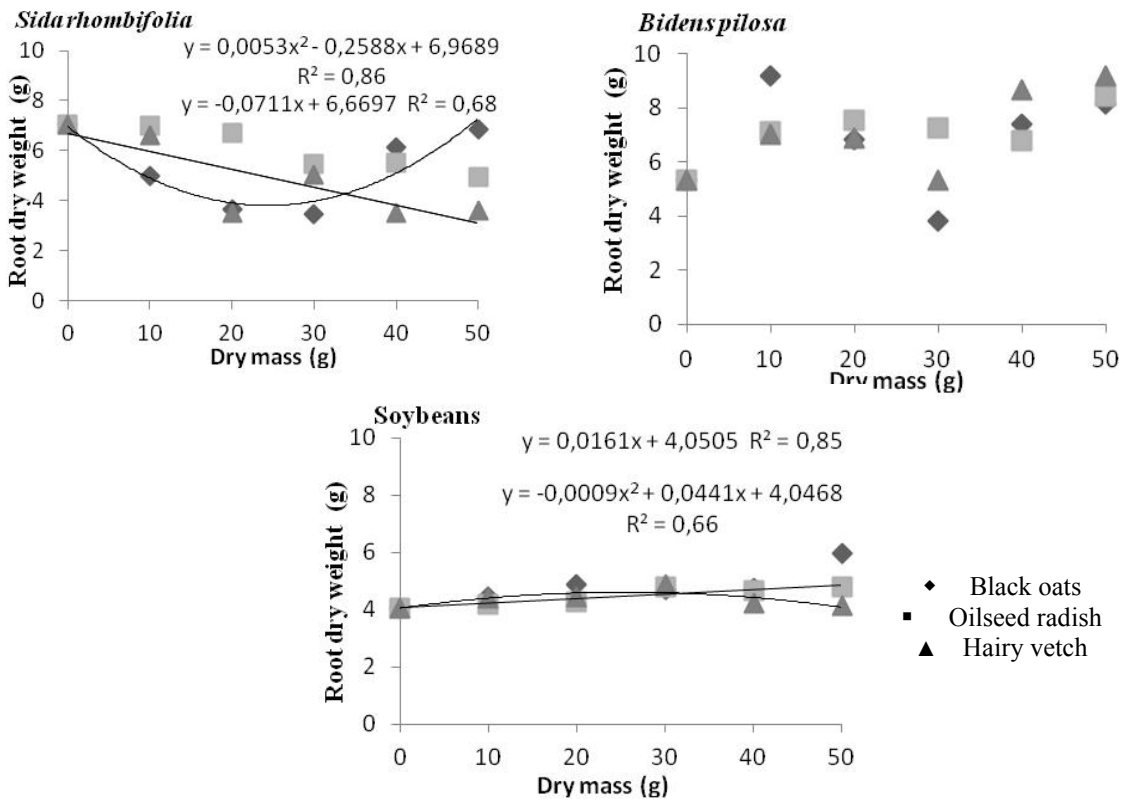 Sidarhombifolia
y = 0,0053x² - 0,2588x + 6,9689
R² = 0,86
y = -0,0711x + 6,6697 R² = 0,68
Root dry weight (g)
10
8
6
4
2
0
0 10 20 30 40 50
Dry mass (g)
Bidenspilosa
Root dry weight (g)
10
8
6
4
2
0
0 10 20 30 40 50
Dry mass (g)
Soybeans
y = 0,0161x + 4,0505 R² = 0,85
y = -0,0009x² + 0,0441x + 4,0468
R² = 0,66
Root dry weight (g)
10
8
6
4
2
0
0 10 20 30 40 50
Dry mass (g)
Black oats
Oilseed radish
Hairy vetch